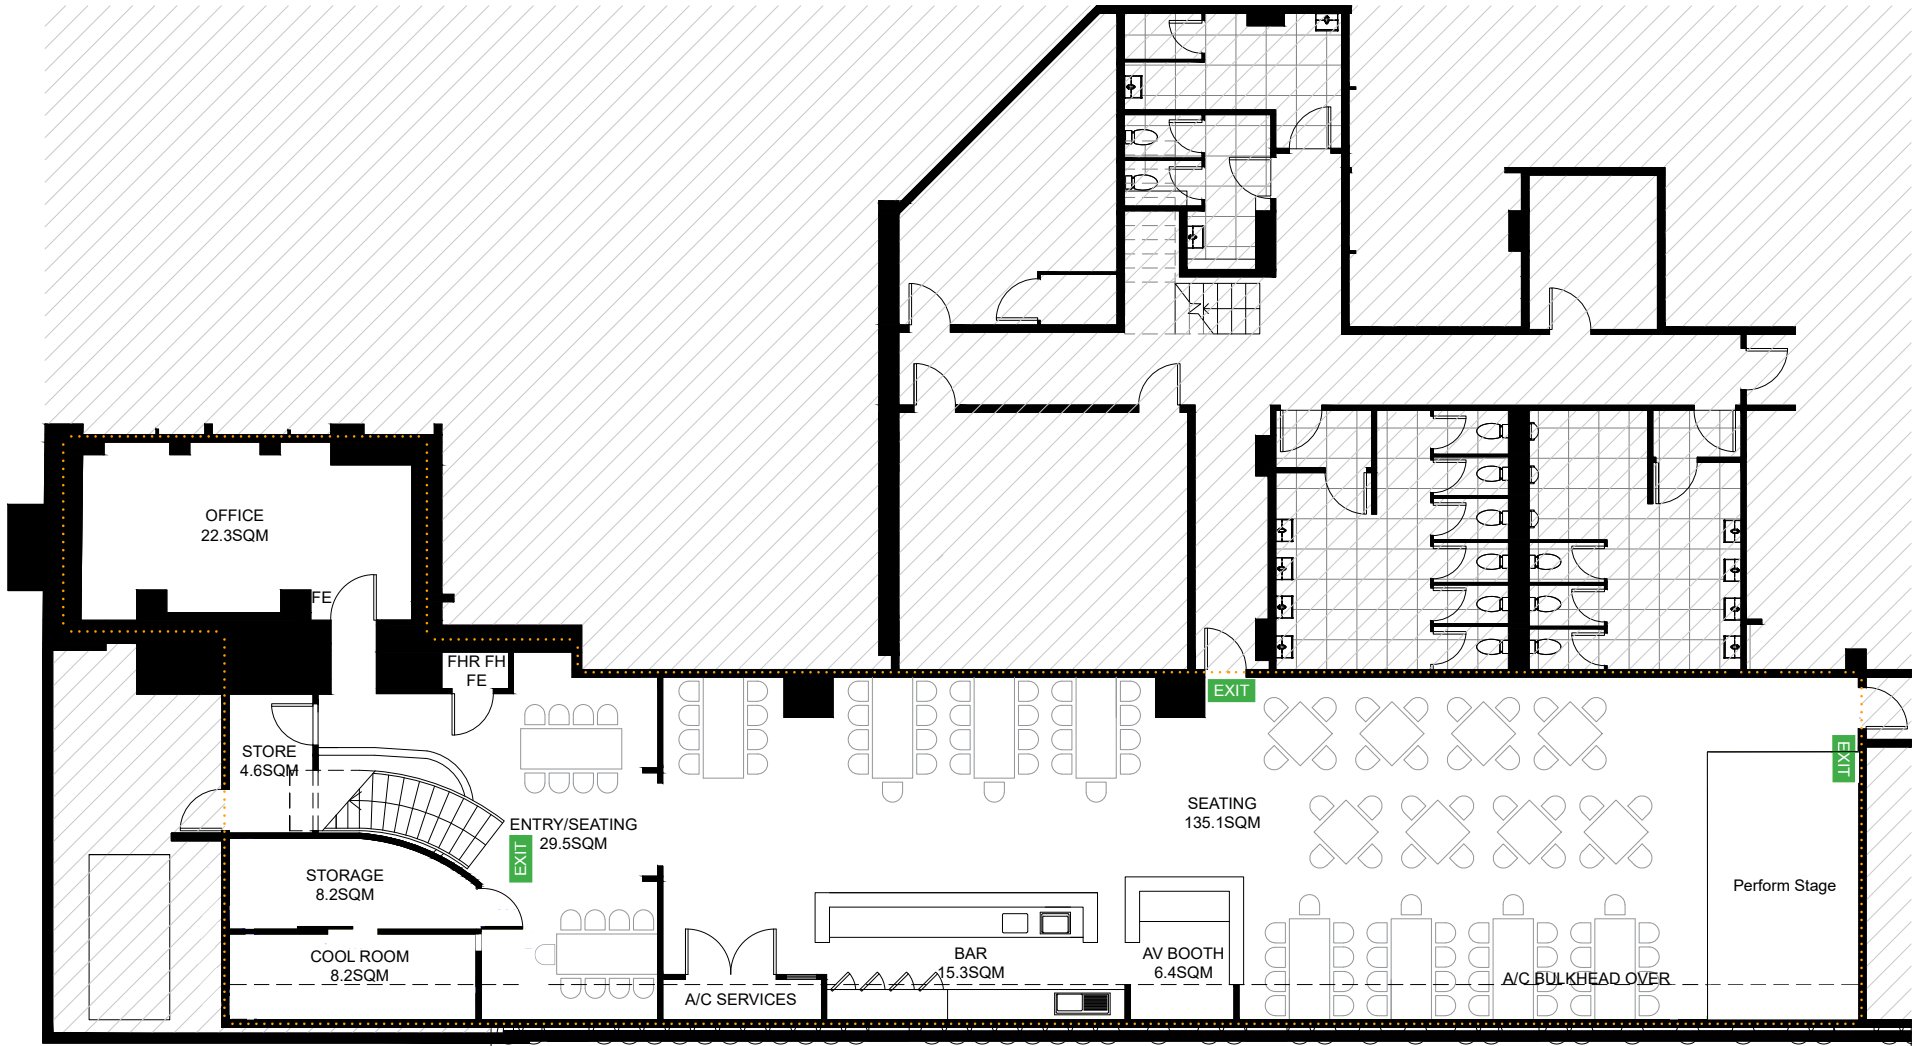 OFFICE
22.3SQM
FE
FHR FH
FE
EXIT
STORE
4.6SQM
EXIT
ENTRY/SEATING
29.5SQM
EXIT
SEATING
135.1SQM
STORAGE
8.2SQM
Perform Stage
COOL ROOM
8.2SQM
BAR
15.3SQM
AV BOOTH
6.4SQM
A/C SERVICES
A/C BULKHEAD OVER